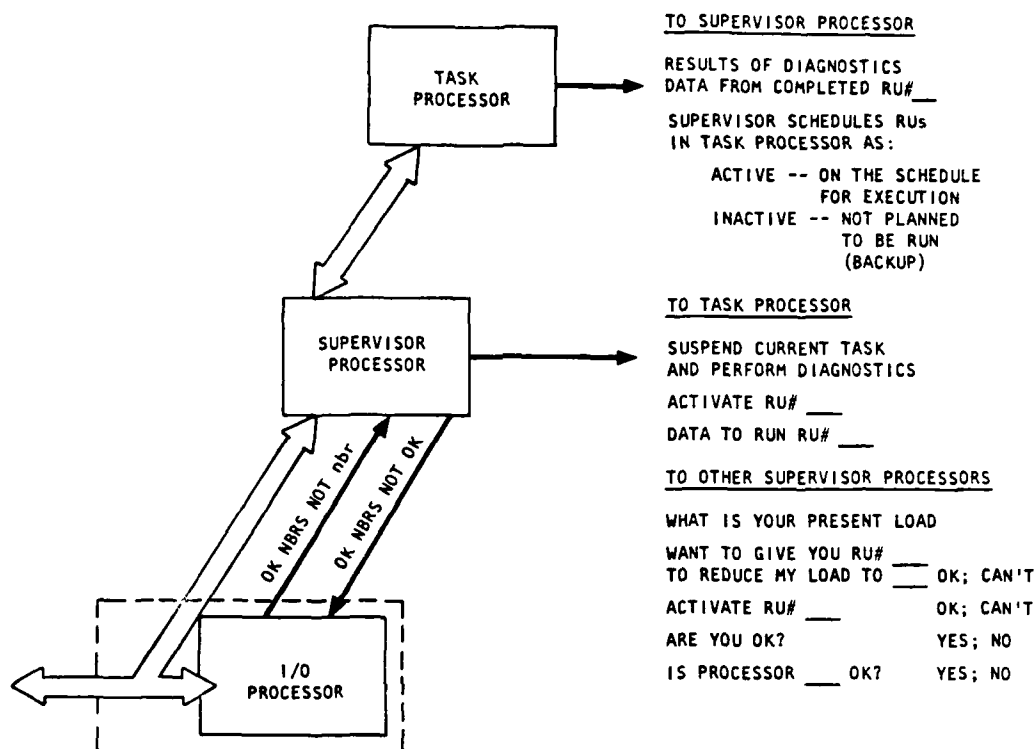 TASK
PROCESSOR
TO SUPERVISOR PROCESSOR
RESULTS OF DIAGNOSTICS
DATA FROM COMPLETED RU#__
SUPERVISOR SCHEDULES RUs
IN TASK PROCESSOR AS:
ACTIVE -- ON THE SCHEDULE
FOR EXECUTION
INACTIVE -- NOT PLANNED
TO BE RUN
(BACKUP)
SUPERVISOR
PROCESSOR
TO TASK PROCESSOR
SUSPEND CURRENT TASK
AND PERFORM DIAGNOSTICS
ACTIVATE RU# ___
DATA TO RUN RU# ___
OK NBRS NOT nbr
OK NBRS NOT OK
TO OTHER SUPERVISOR PROCESSORS
WHAT IS YOUR PRESENT LOAD
WANT TO GIVE YOU RU# ___
TO REDUCE MY LOAD TO ___ OK; CAN'T
ACTIVATE RU# ___ OK; CAN'T
ARE YOU OK? YES; NO
IS PROCESSOR ___ OK? YES; NO
I/O
PROCESSOR